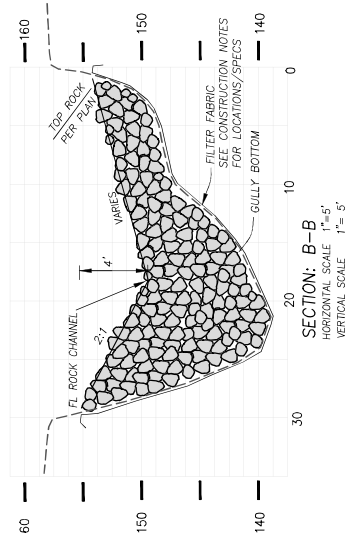 160
150
140
TOP ROCK
PER PLAN
VARIES
4'
FL ROCK CHANNEL
2:1
FILTER FABRIC
SEE CONSTRUCTION NOTES
FOR LOCATIONS/SPECS
GULLY BOTTOM
0
10
20
30
60
150
140
SECTION: B-B
HORIZONTAL SCALE 1"=5'
VERTICAL SCALE 1"= 5'